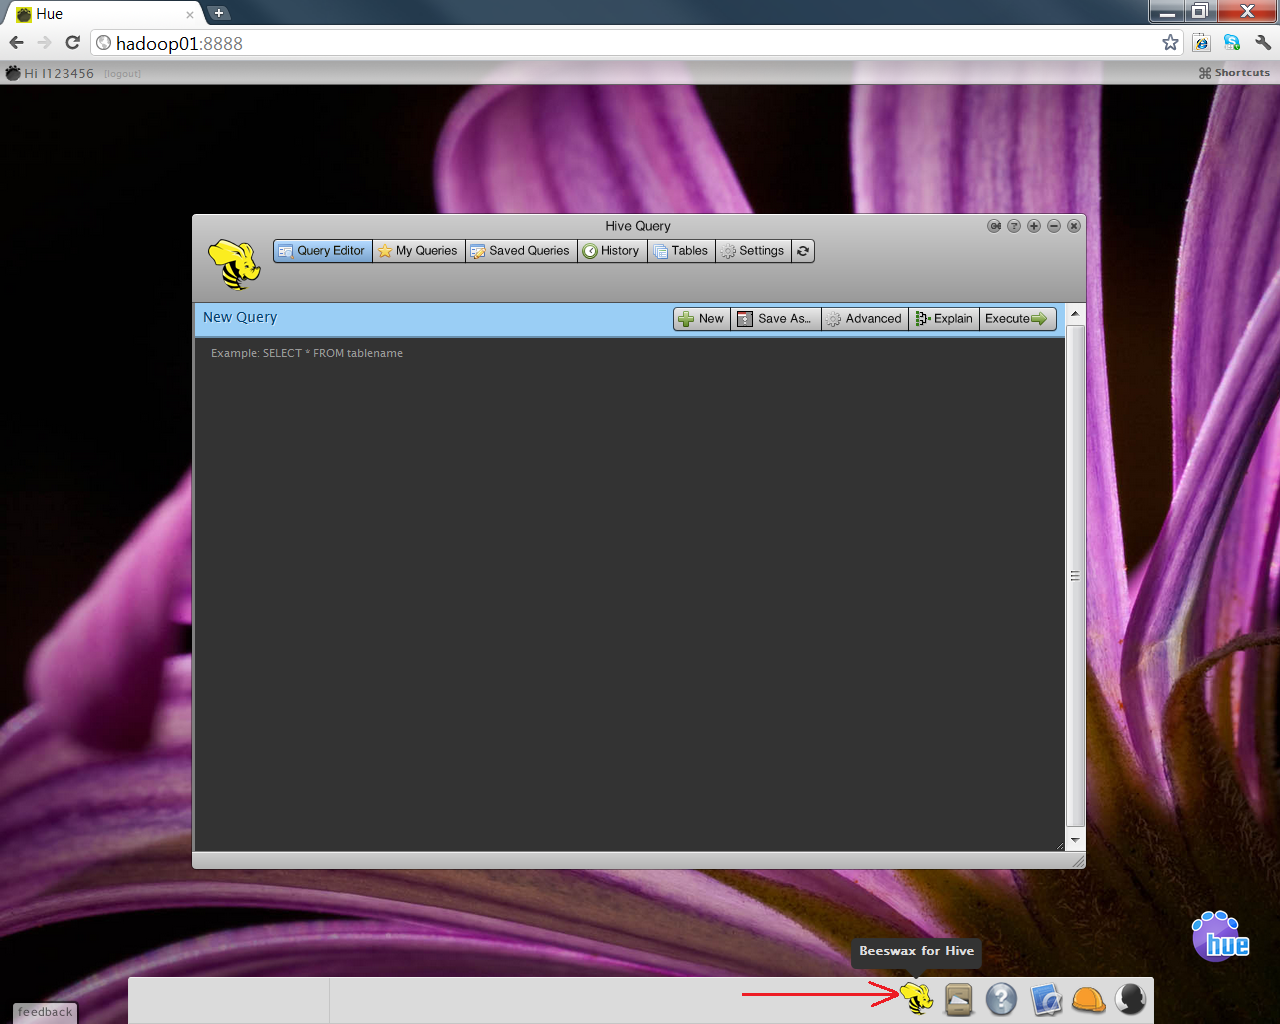 Hue
hadoop01:8888
Hi I123456 [logout]
Shortcuts
Hive Query
Query Editor
My Queries
Saved Queries
History
Tables
Settings
New Query
New
Save As...
Advanced
Explain
Execute
Example: SELECT * FROM tablename
hue
Beeswax for Hive
feedback